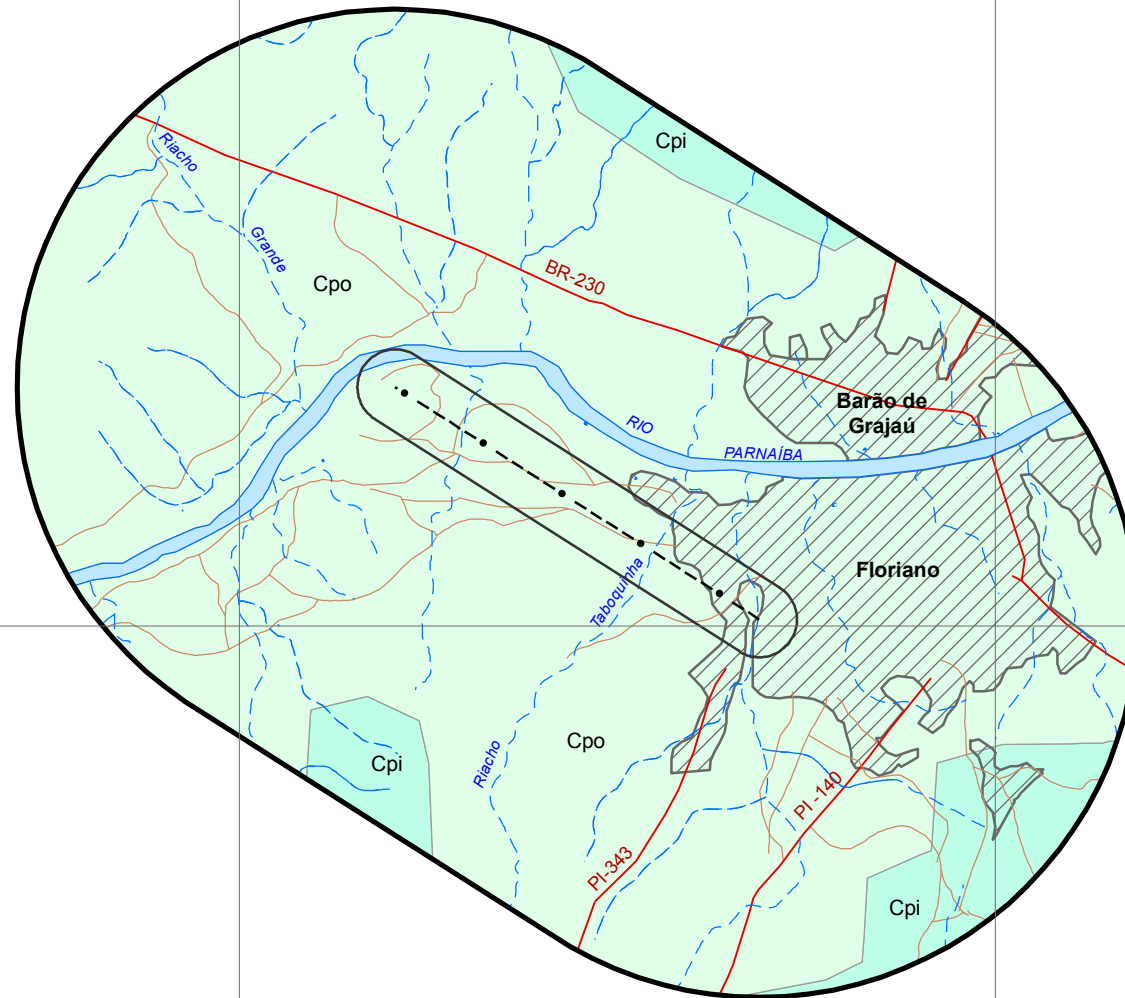 Cpi
Riacho
Grande
Cpo
BR-230
Barão de
Grajaú
RIO
PARNAÍBA
Floriano
Taboquinha
Cpo
Riacho
Cpi
PI -140
PI-343
Cpi